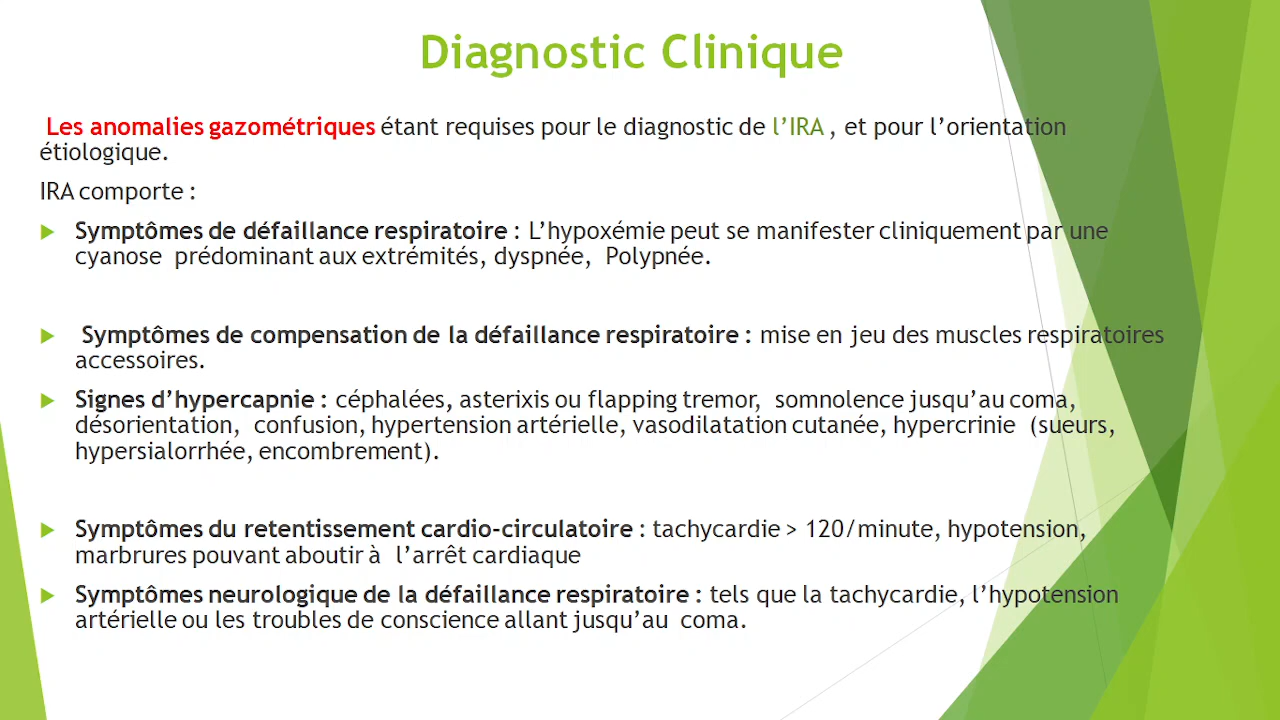 Diagnostic Clinique
Les anomalies gazométriques étant requises pour le diagnostic de l’IRA , et pour l’orientation
étiologique.
IRA comporte :
Symptômes de défaillance respiratoire : L’hypoxémie peut se manifester cliniquement par une
cyanose prédominant aux extrémités, dyspnée, Polypnée.
Symptômes de compensation de la défaillance respiratoire : mise en jeu des muscles respiratoires
accessoires.
Signes d’hypercapnie : céphalées, asterixis ou flapping tremor, somnolence jusqu’au coma,
désorientation, confusion, hypertension artérielle, vasodilatation cutanée, hypercrinie (sueurs,
hypersialorrhée, encombrement).
Symptômes du retentissement cardio-circulatoire : tachycardie > 120/minute, hypotension,
marbrures pouvant aboutir à l’arrêt cardiaque
Symptômes neurologique de la défaillance respiratoire : tels que la tachycardie, l’hypotension
artérielle ou les troubles de conscience allant jusqu’au coma.